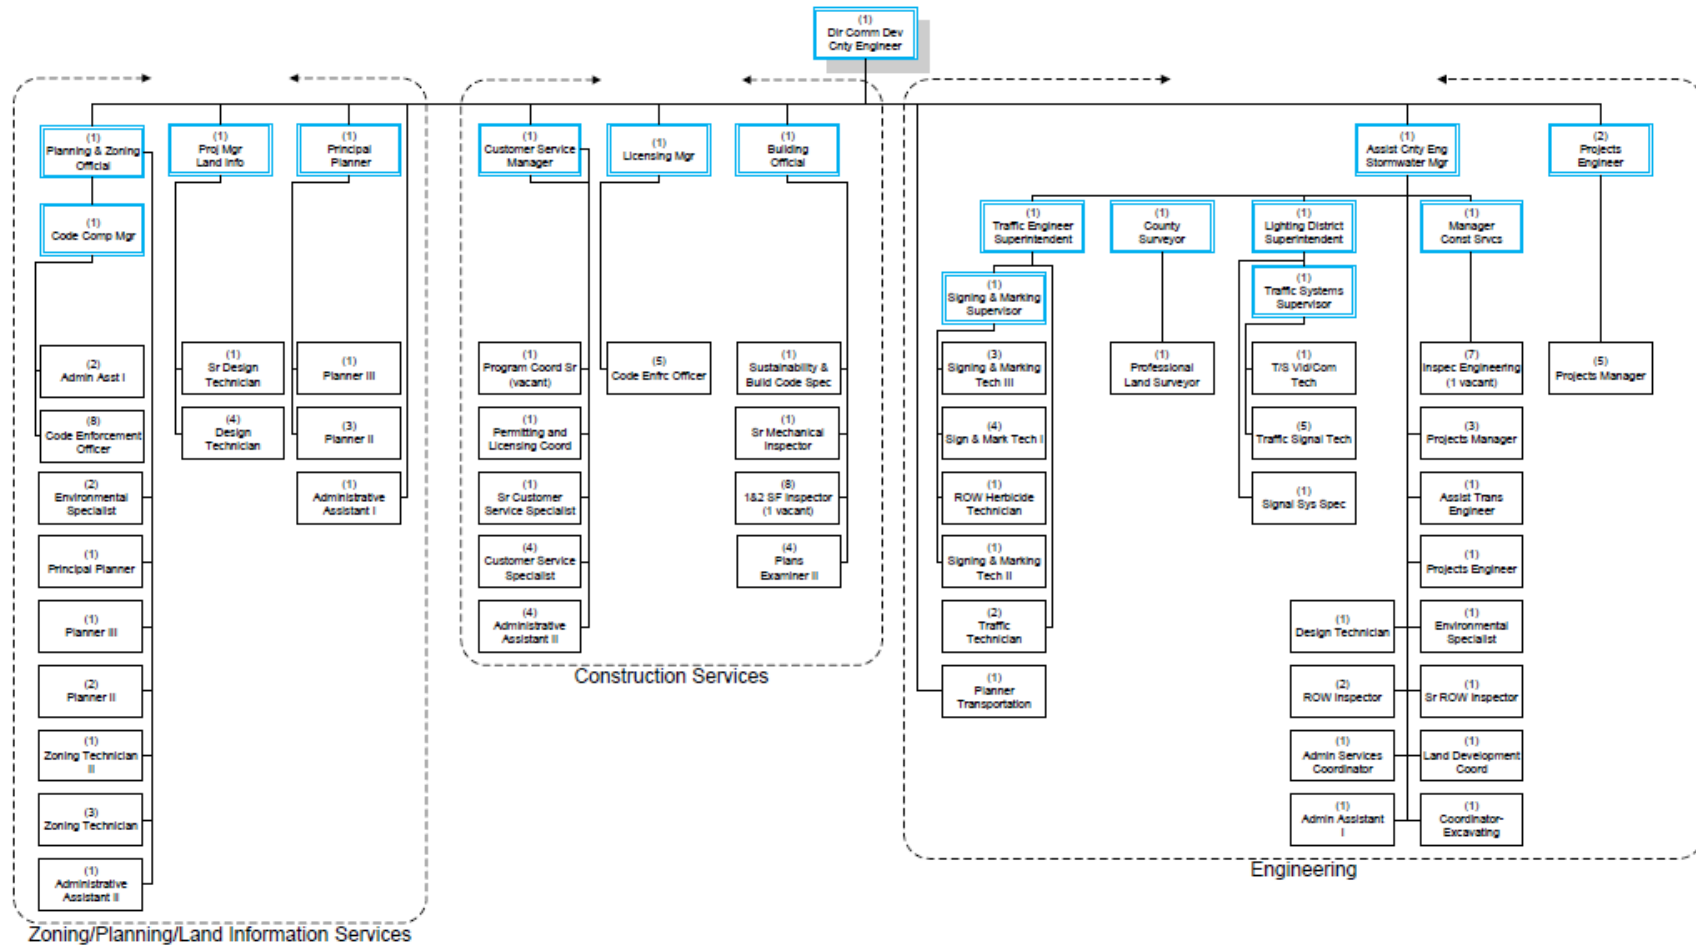 (1)
Dir Comm Dev
Cnty Engineer
(1)
Planning & Zoning
Official
(1)
Proj Mgr
Land Info
(1)
Principal
Planner
(1)
Customer Service
Manager
(1)
Licensing Mgr
(1)
Building
Official
(1)
Assist Cnty Eng
Stormwater Mgr
(2)
Projects
Engineer
(1)
Code Comp Mgr
(1)
Traffic Engineer
Superintendent
(1)
County
Surveyor
(1)
Lighting District
Superintendent
(1)
Manager
Const Srvcs
(1)
Signing & Marking
Supervisor
(1)
Traffic Systems
Supervisor
(2)
Admin Asst I
(1)
Sr Design
Technician
(1)
Planner III
(1)
Program Coord Sr
(vacant)
(5)
Code Enfrc Officer
(1)
Sustainability &
Build Code Spec
(3)
Signing & Marking
Tech III
(1)
Professional
Land Surveyor
(1)
T/S Vid/Com
Tech
(7)
Inspec Engineering
(1 vacant)
(5)
Projects Manager
(8)
Code Enforcement
Officer
(4)
Design
Technician
(3)
Planner II
(1)
Permitting and
Licensing Coord
(1)
Sr Mechanical
Inspector
(4)
Sign & Mark Tech I
(5)
Traffic Signal Tech
(3)
Projects Manager
(2)
Environmental
Specialist
(1)
Administrative
Assistant I
(1)
Sr Customer
Service Specialist
(8)
1&2 SF Inspector
(1 vacant)
(1)
ROW Herbicide
Technician
(1)
Signal Sys Spec
(1)
Assist Trans
Engineer
(1)
Principal Planner
(4)
Customer Service
Specialist
(4)
Plans
Examiner II
(1)
Signing & Marking
Tech II
(1)
Projects Engineer
(1)
Planner III
(4)
Administrative
Assistant II
(2)
Traffic
Technician
(1)
Design Technician
(1)
Environmental
Specialist
(2)
Planner II
Construction Services
(1)
Planner
Transportation
(2)
ROW Inspector
(1)
Sr ROW Inspector
(1)
Zoning Technician
II
(1)
Admin Services
Coordinator
(1)
Land Development
Coord
(3)
Zoning Technician
(1)
Admin Assistant
I
(1)
Coordinator-
Excavating
(1)
Administrative
Assistant II
Engineering
Zoning/Planning/Land Information Services